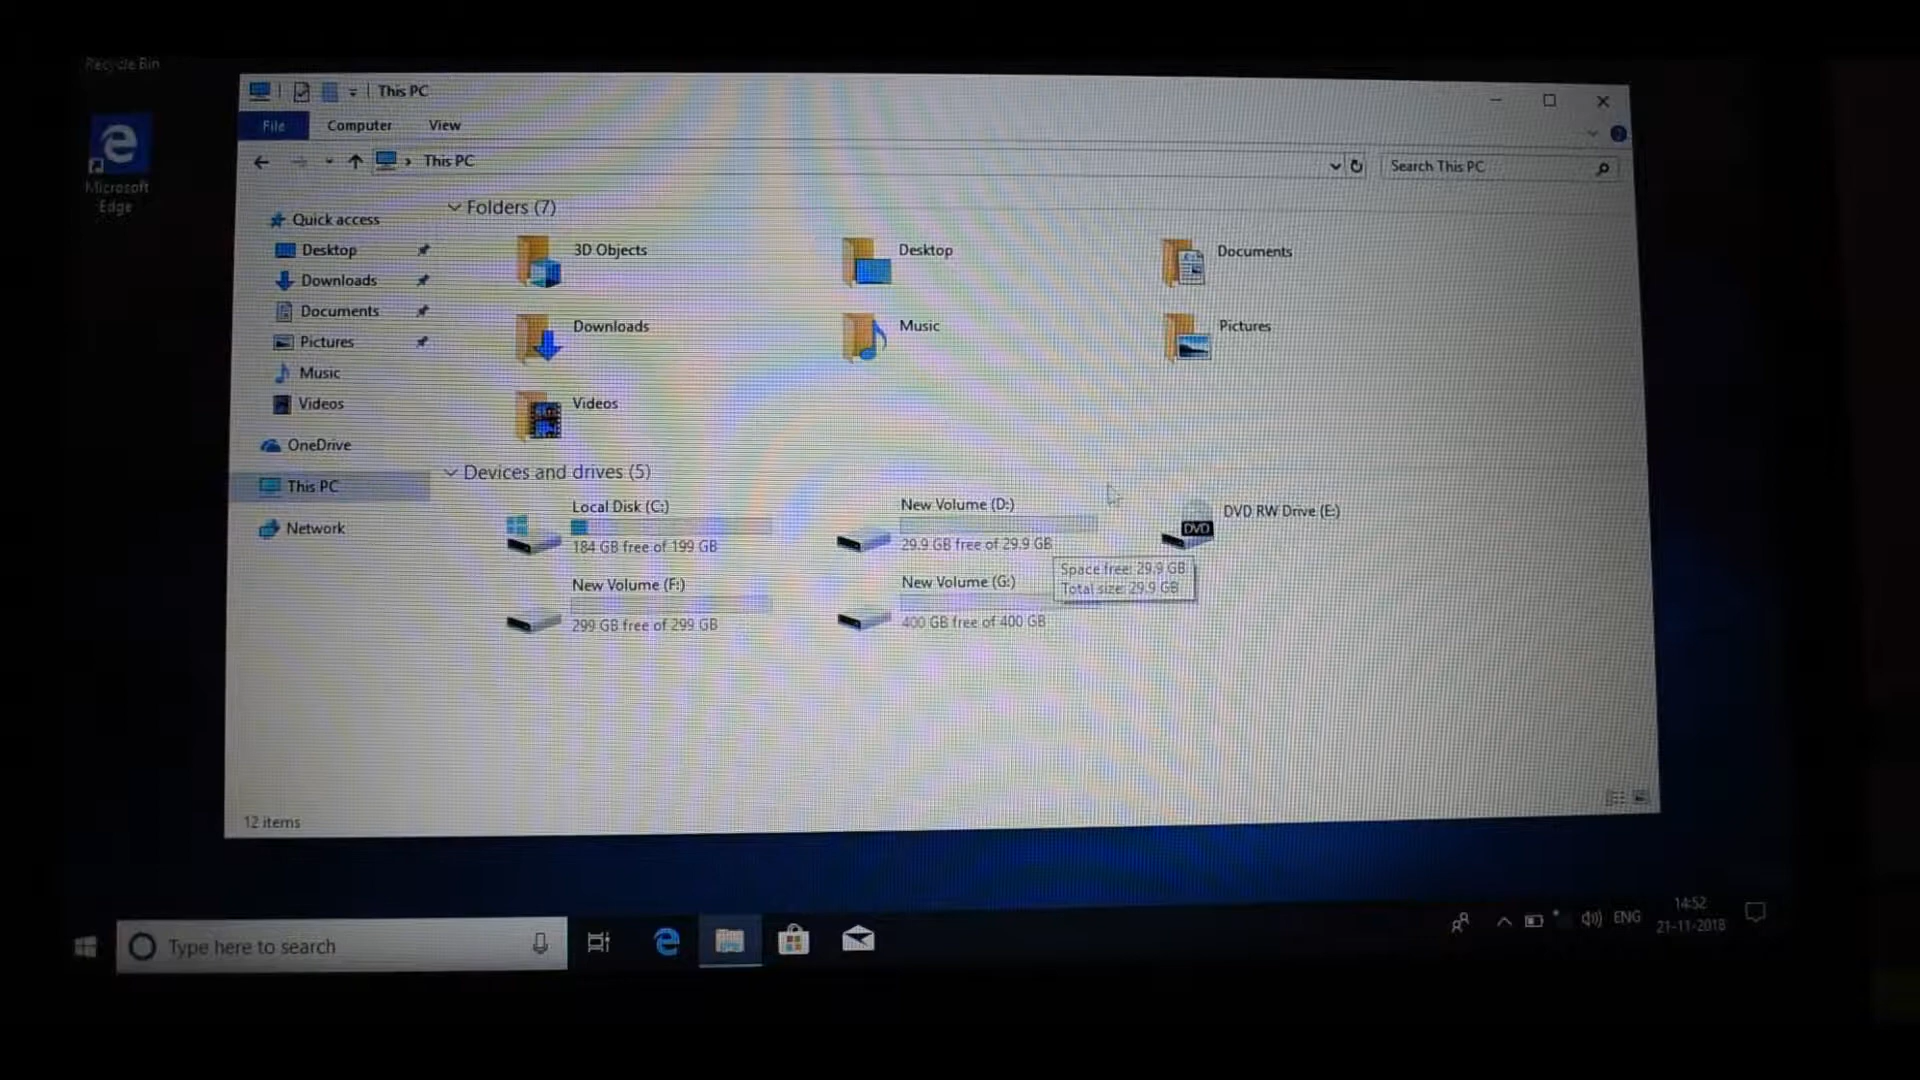 Recycle Bin
Microsoft
Edge
This PC
File Computer View
This PC
Search This PC
Quick access
Desktop
Downloads
Documents
Pictures
Music
Videos
OneDrive
This PC
Network
Folders (7)
3D Objects
Desktop
Documents
Downloads
Music
Pictures
Videos
Devices and drives (5)
Local Disk (C:)
184 GB free of 199 GB
New Volume (D:)
29.9 GB free of 29.9 GB
DVD RW Drive (E:)
DVD
Space free: 29.9 GB
Total size: 29.9 GB
New Volume (F:)
299 GB free of 299 GB
New Volume (G:)
400 GB free of 400 GB
12 items
Type here to search
ENG
14:52
21-11-2018